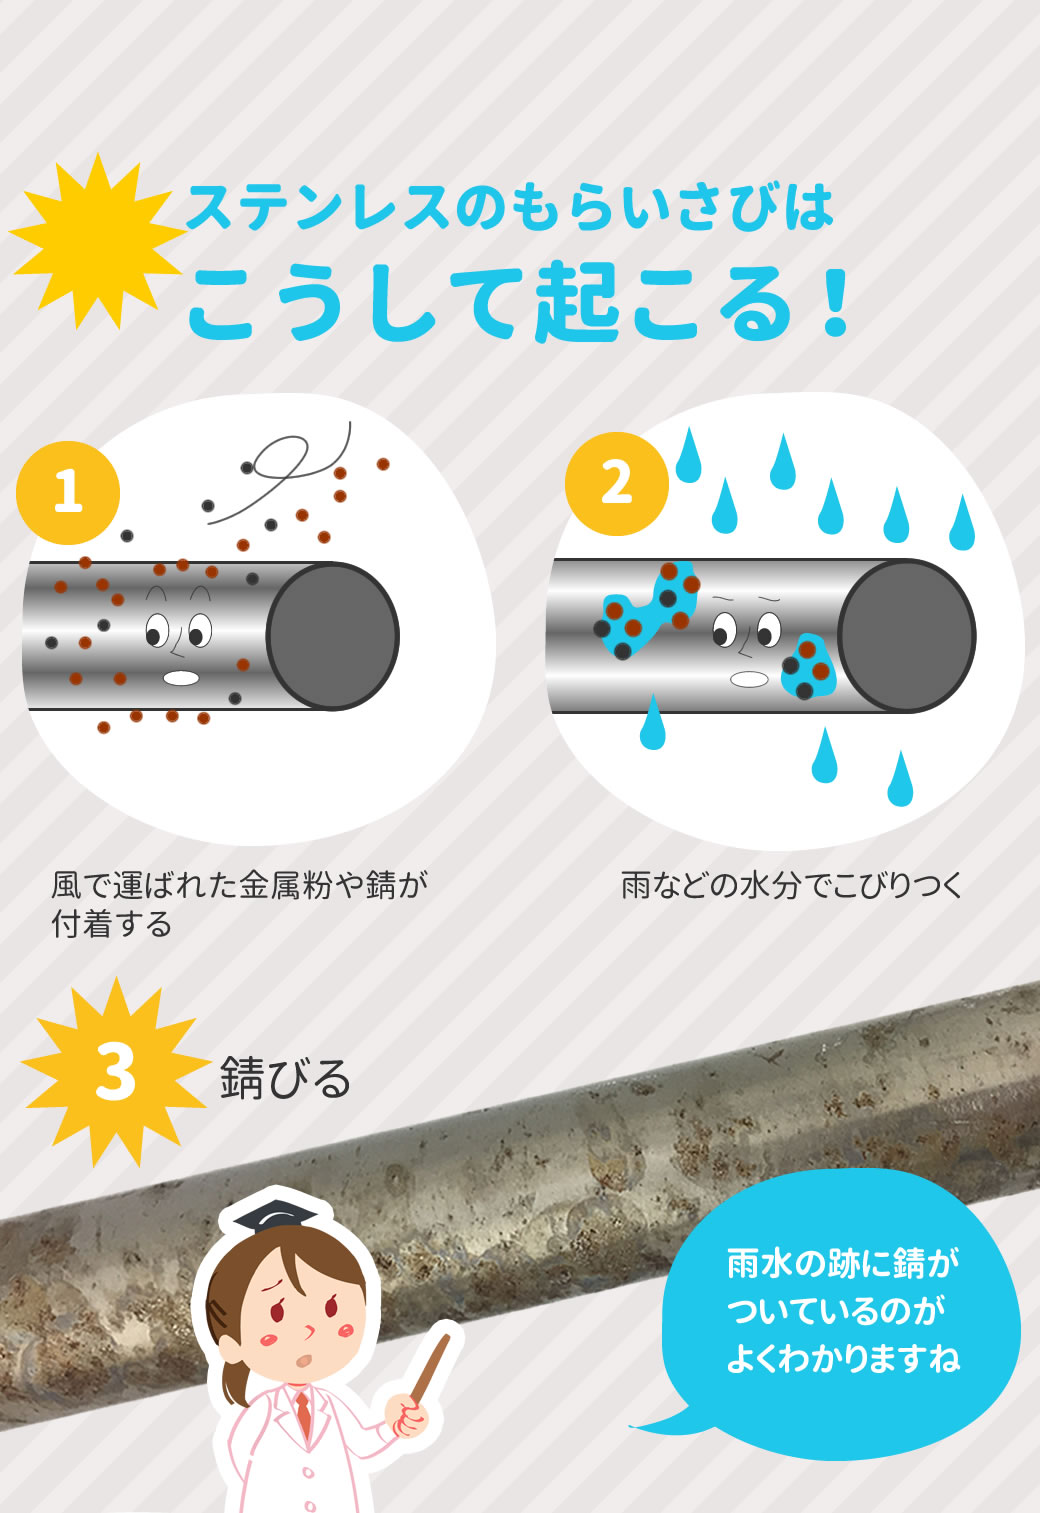 ステンレスのもらいさびは
こうして起こる！
1
2
風で運ばれた金属粉や錆が
付着する
雨などの水分でこびりつく
3
錆びる
雨水の跡に錆が
ついているのが
よくわかりますね